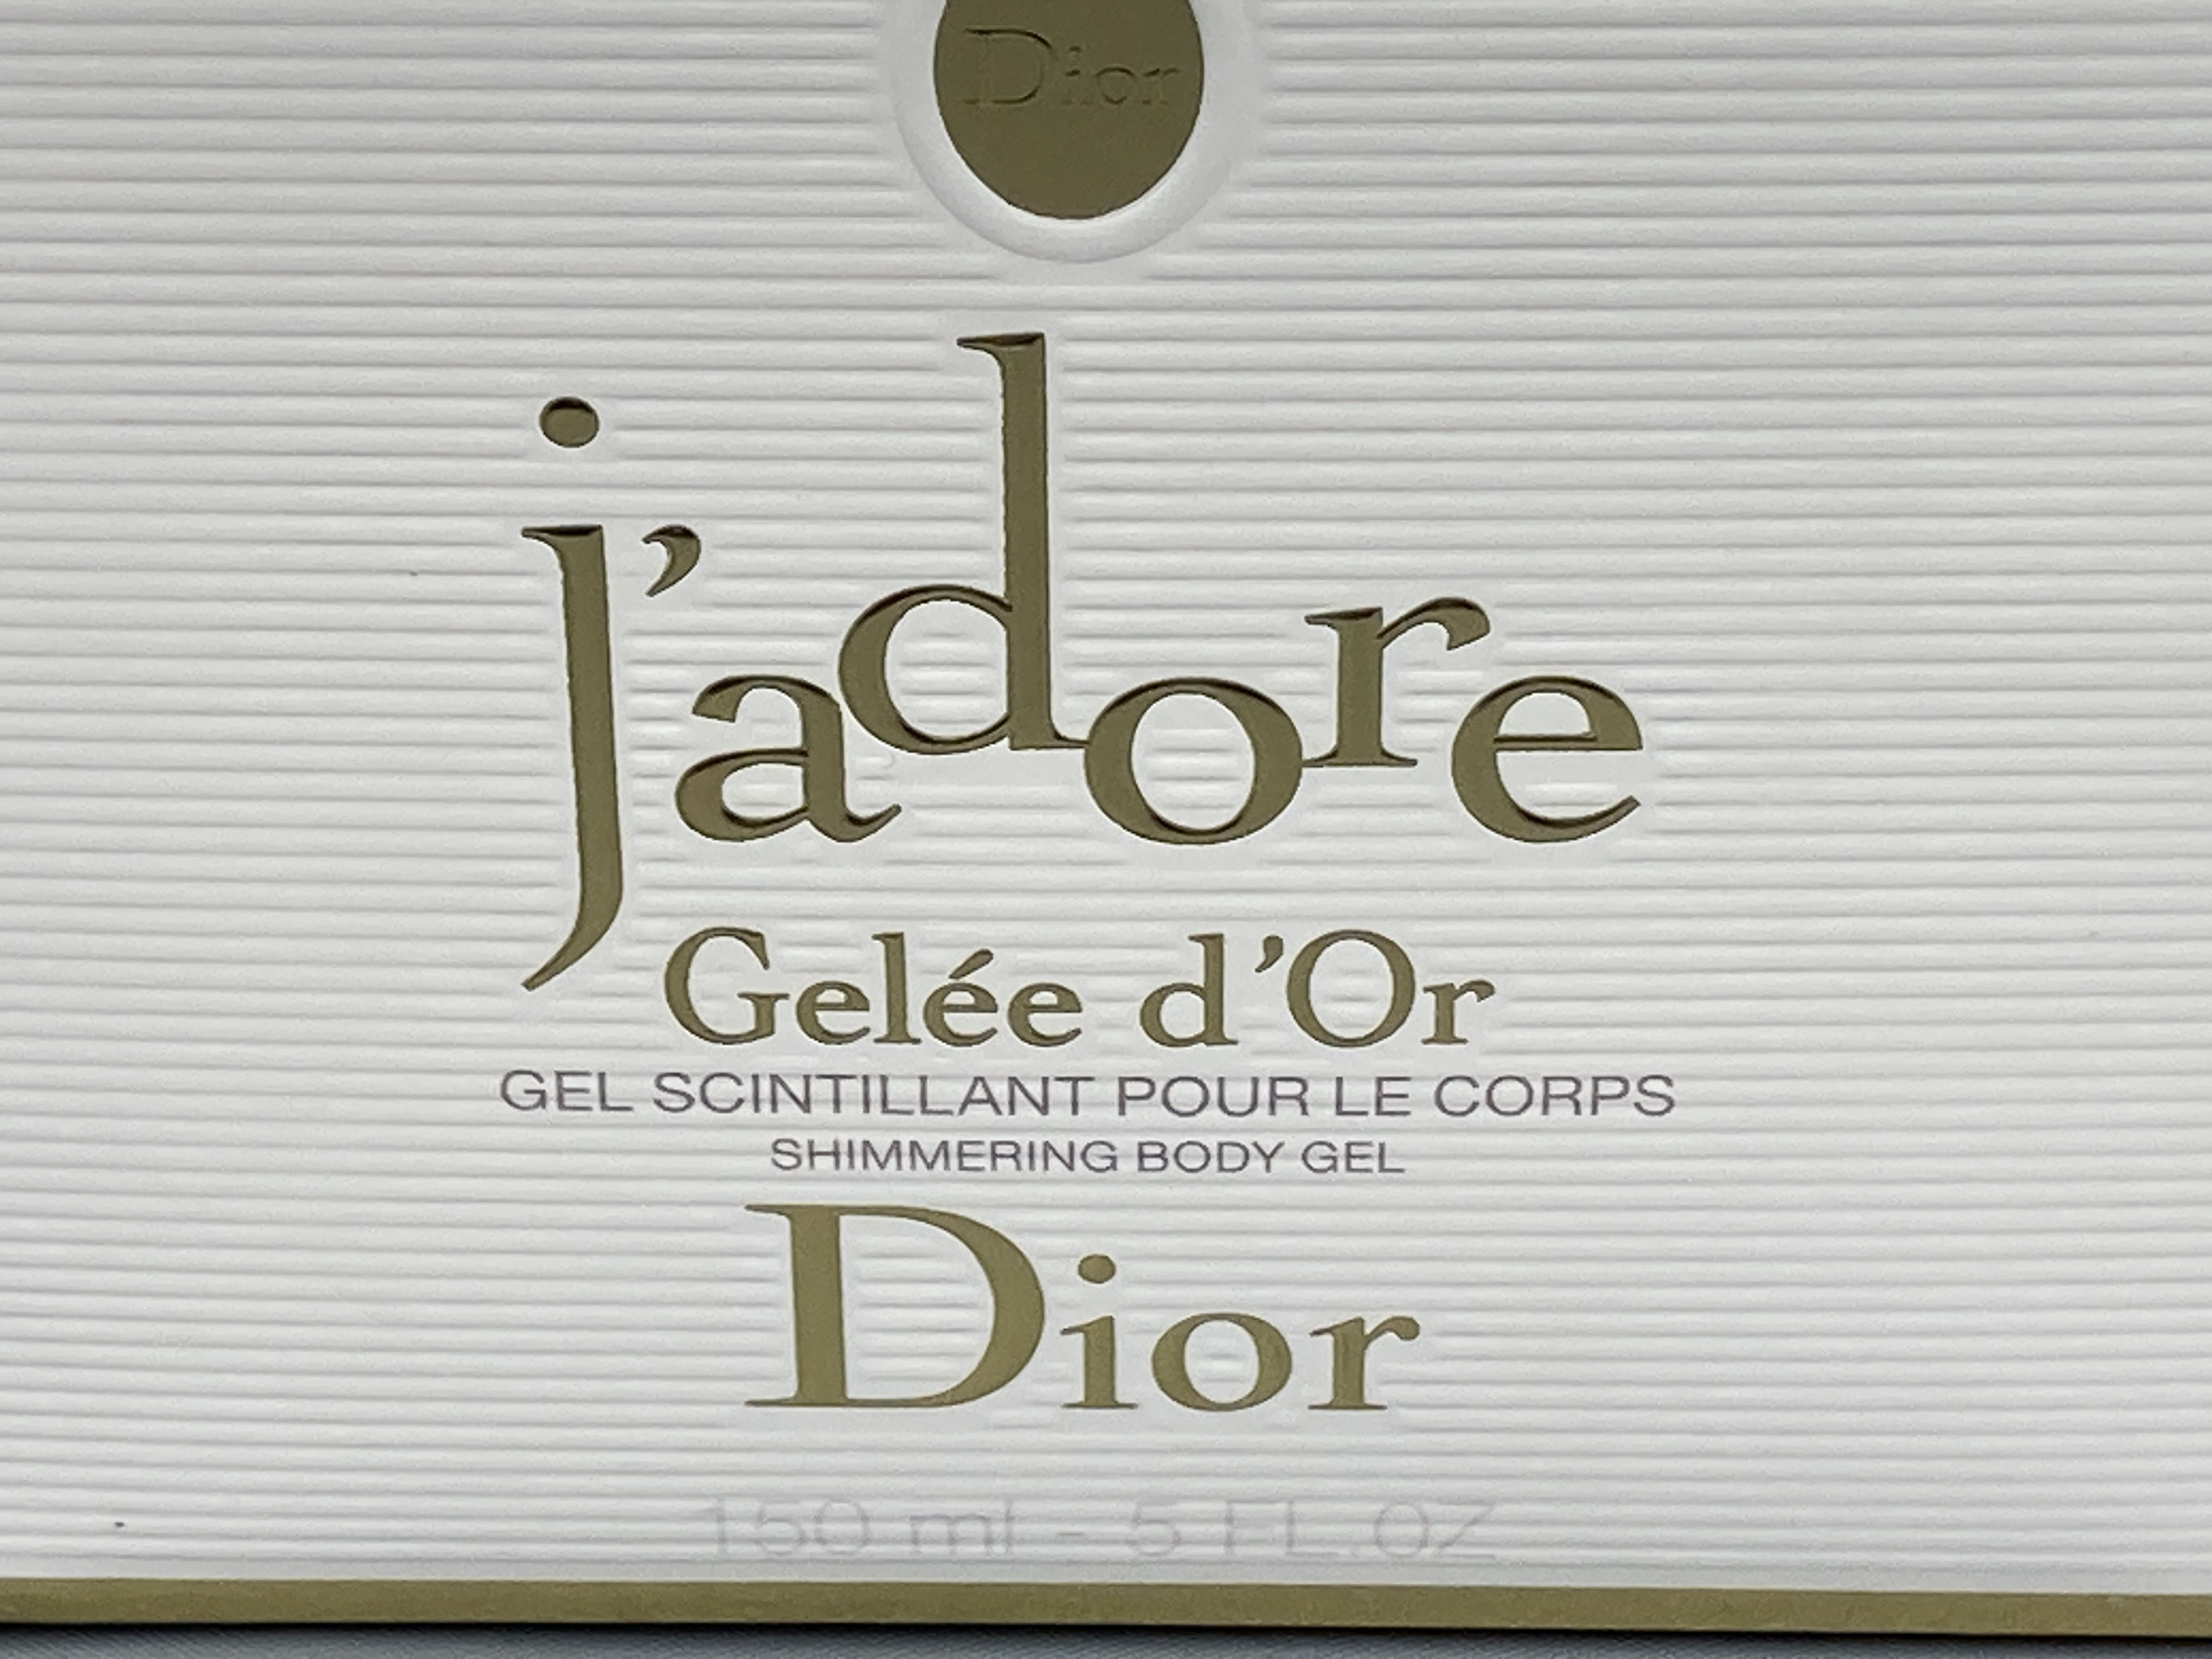 Dior
j'adore
Gelée d'Or
GEL SCINTILLANT POUR LE CORPS
SHIMMERING BODY GEL
Dior
150 ml - 5 FL.OZ